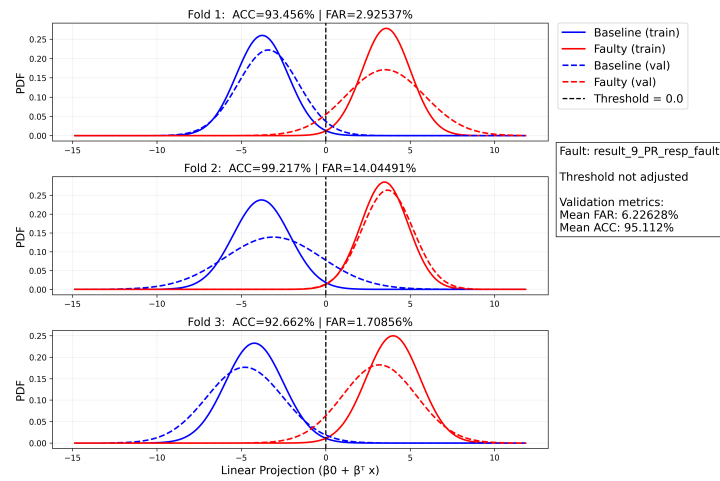 Fold 1:  ACC=93.456% | FAR=2.92537%
PDF
0.25
0.20
0.15
0.10
0.05
0.00
−15
−10
−5
0
5
10
Baseline (train)
Faulty (train)
Baseline (val)
Faulty (val)
Threshold = 0.0
Fault: result_9_PR_resp_fault
Threshold not adjusted
Validation metrics:
Mean FAR: 6.22628%
Mean ACC: 95.112%
Fold 2:  ACC=99.217% | FAR=14.04491%
PDF
0.25
0.20
0.15
0.10
0.05
0.00
−15
−10
−5
0
5
10
Fold 3:  ACC=92.662% | FAR=1.70856%
PDF
0.25
0.20
0.15
0.10
0.05
0.00
−15
−10
−5
0
5
10
Linear Projection (β0 + βᵀ x)